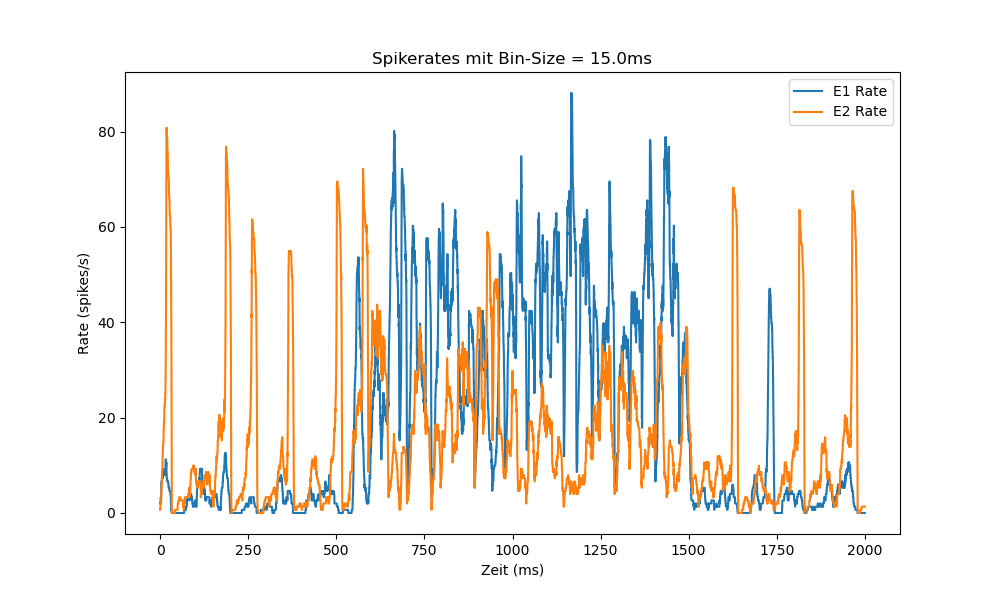 Spikerates mit Bin-Size = 15.0ms
E1 Rate
E2 Rate
Rate (spikes/s)
80
60
40
20
0
0 250 500 750 1000 1250 1500 1750 2000
Zeit (ms)